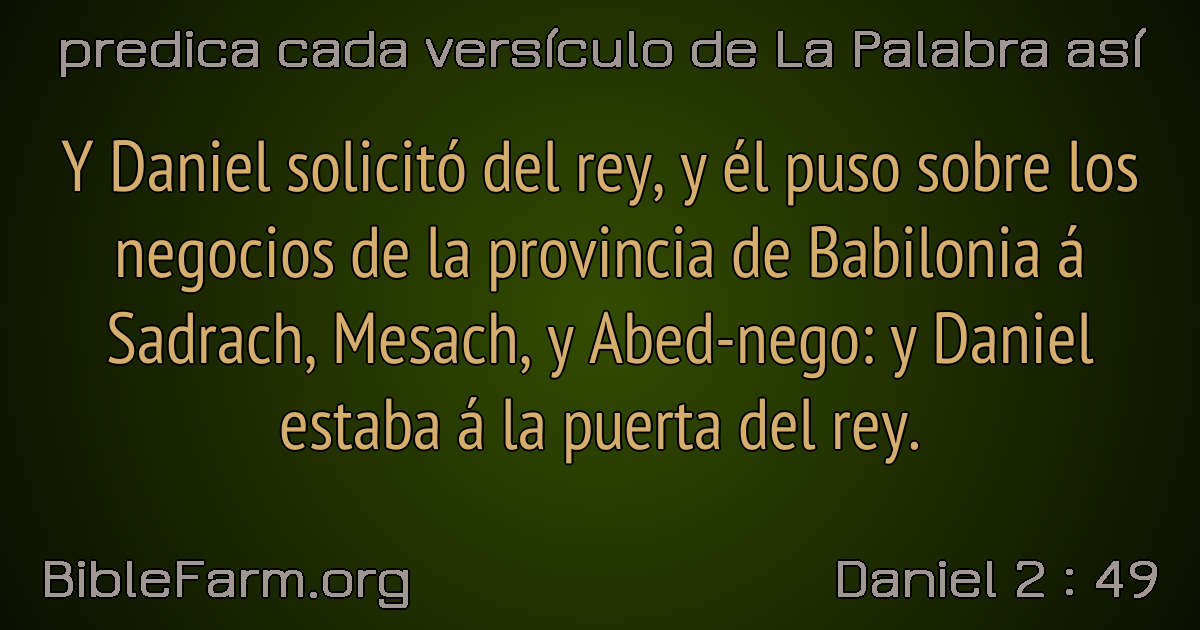 predica cada versículo de La Palabra así
Y Daniel solicitó del rey, y él puso sobre los
negocios de la provincia de Babilonia á
Sadrach, Mesach, y Abed-nego: y Daniel
estaba á la puerta del rey.
BibleFarm.org
Daniel 2 : 49